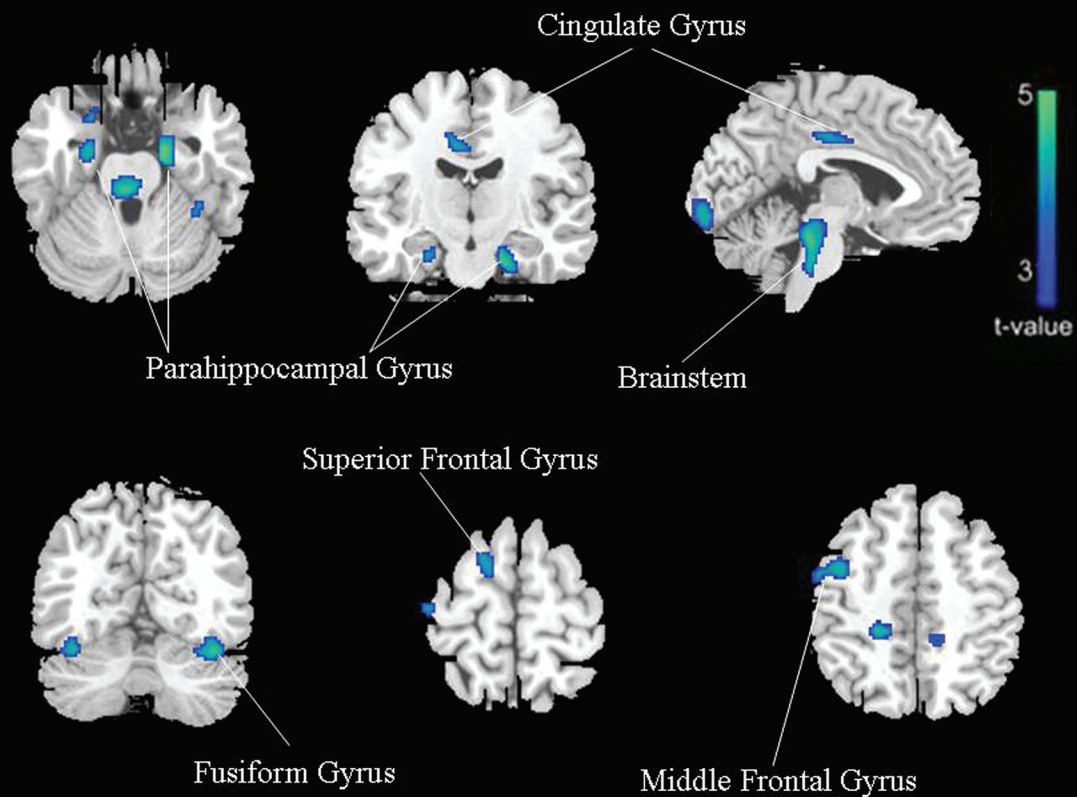 Cingulate Gyrus
5
3
t-value
Parahippocampal Gyrus
Brainstem
Superior Frontal Gyrus
Fusiform Gyrus
Middle Frontal Gyrus